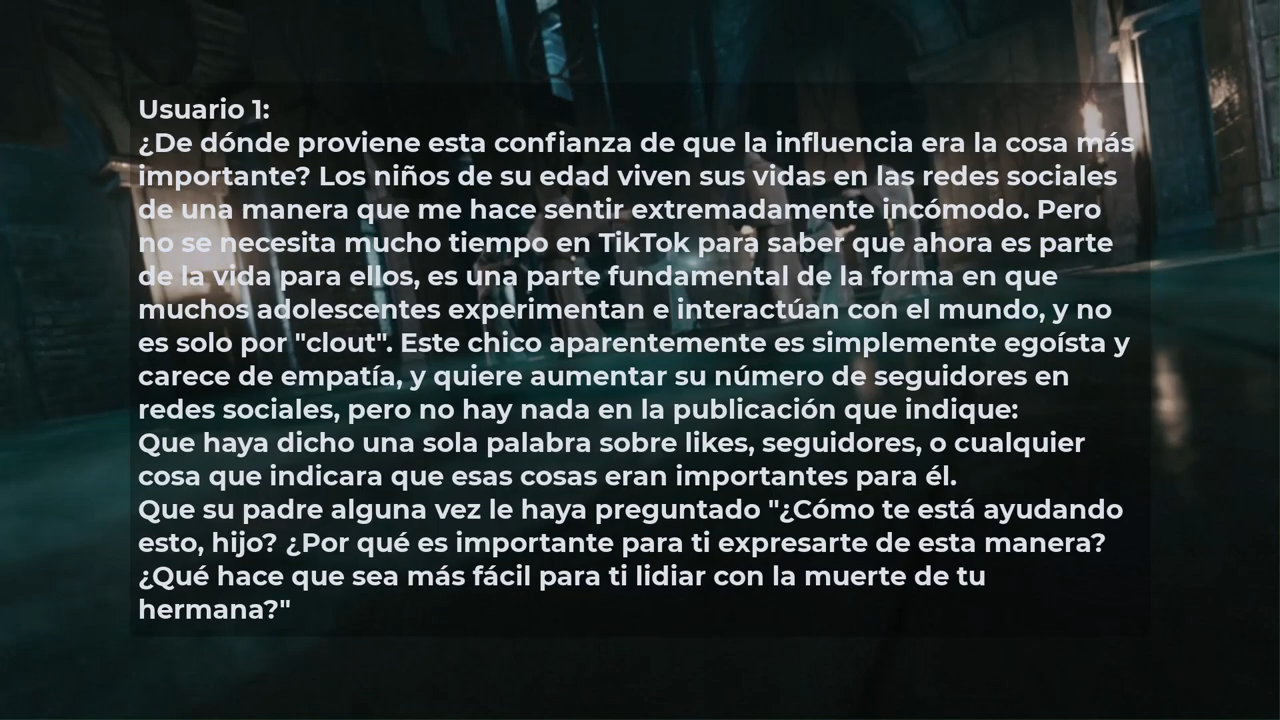 Usuario 1:
¿De dónde proviene esta confianza de que la influencia era la cosa más
importante? Los niños de su edad viven sus vidas en las redes sociales
de una manera que me hace sentir extremadamente incómodo. Pero
no se necesita mucho tiempo en TikTok para saber que ahora es parte
de la vida para ellos, es una parte fundamental de la forma en que
muchos adolescentes experimentan e interactúan con el mundo, y no
es solo por "clout". Este chico aparentemente es simplemente egoísta y
carece de empatía, y quiere aumentar su número de seguidores en
redes sociales, pero no hay nada en la publicación que indique:
Que haya dicho una sola palabra sobre likes, seguidores, o cualquier
cosa que indicara que esas cosas eran importantes para él.
Que su padre alguna vez le haya preguntado "¿Cómo te está ayudando
esto, hijo? ¿Por qué es importante para ti expresarte de esta manera?
¿Qué hace que sea más fácil para ti lidiar con la muerte de tu
hermana?"